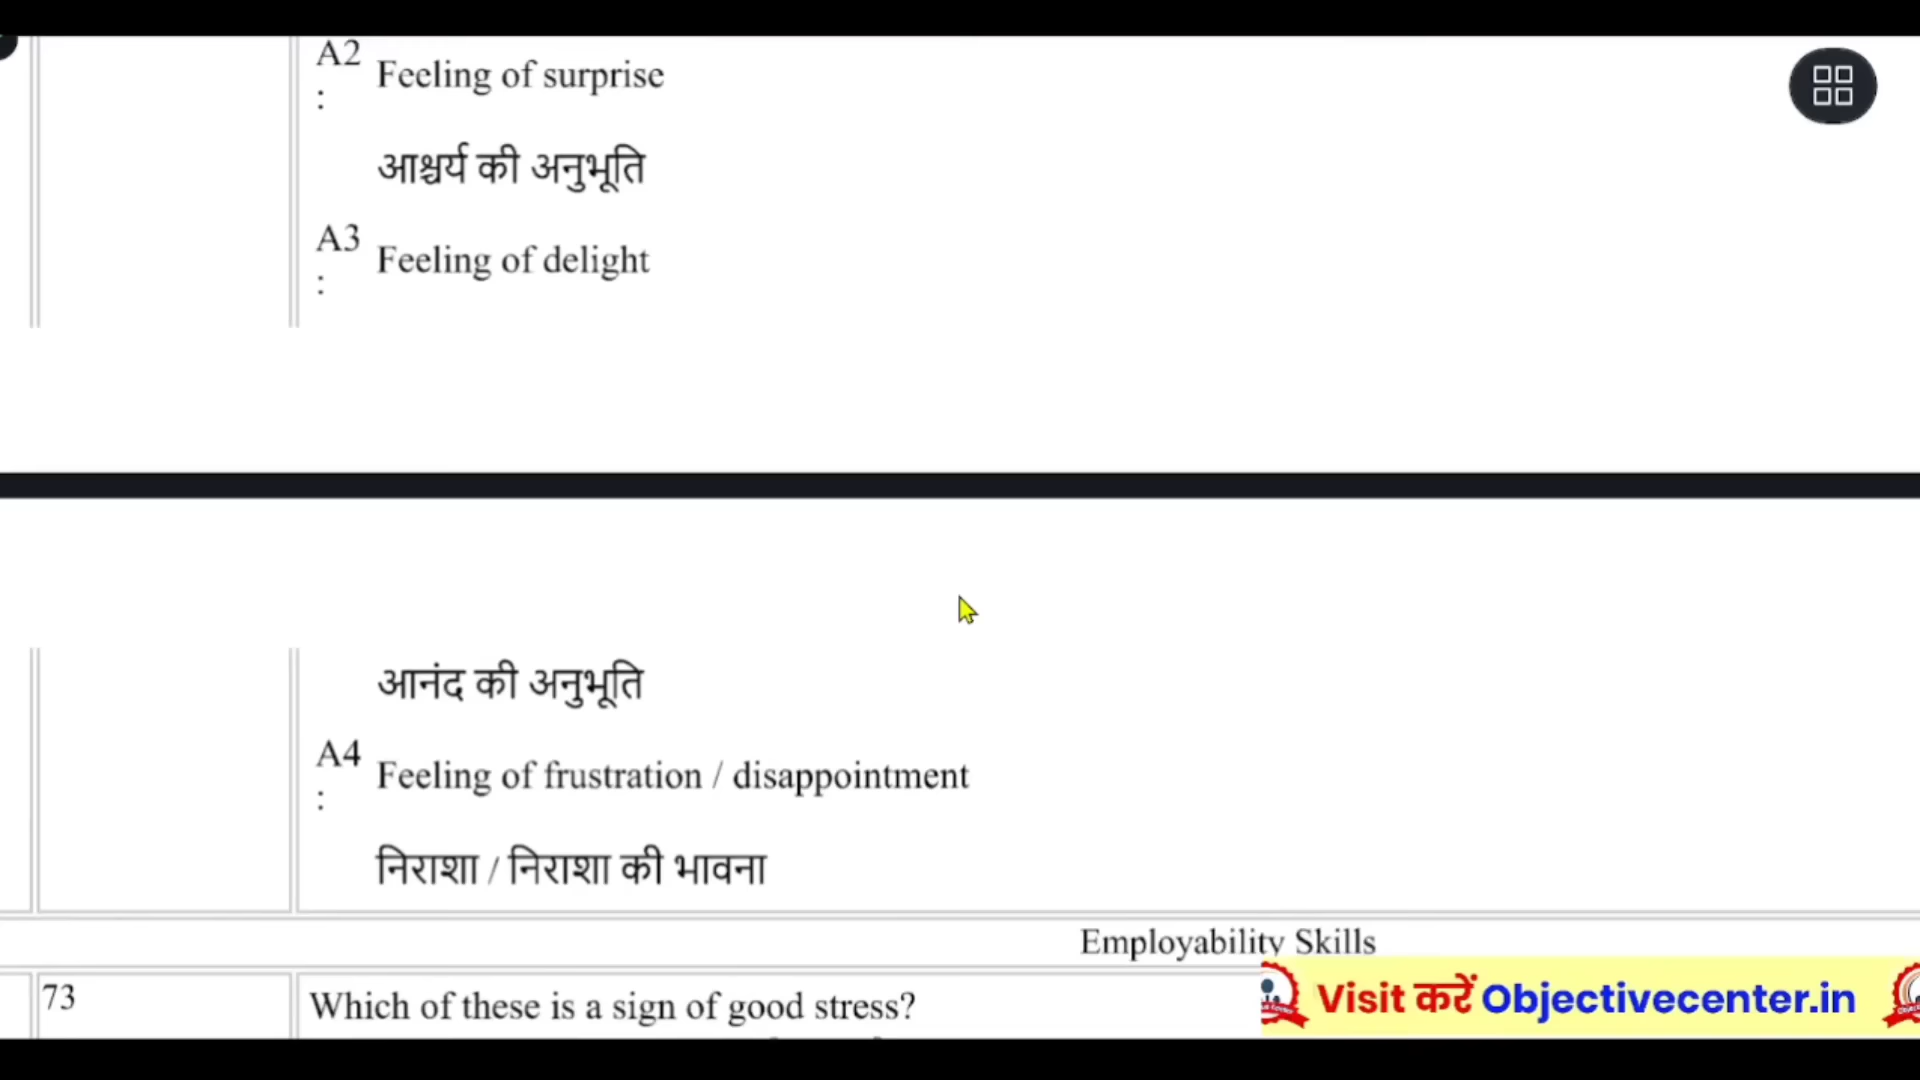 A2
:
Feeling of surprise
आश्चर्य की अनुभूति
A3
:
Feeling of delight
आनंद की अनुभूति
A4
:
Feeling of frustration / disappointment
निराशा / निराशा की भावना
Employability Skills
73
Which of these is a sign of good stress?
Visit करें Objectivecenter.in